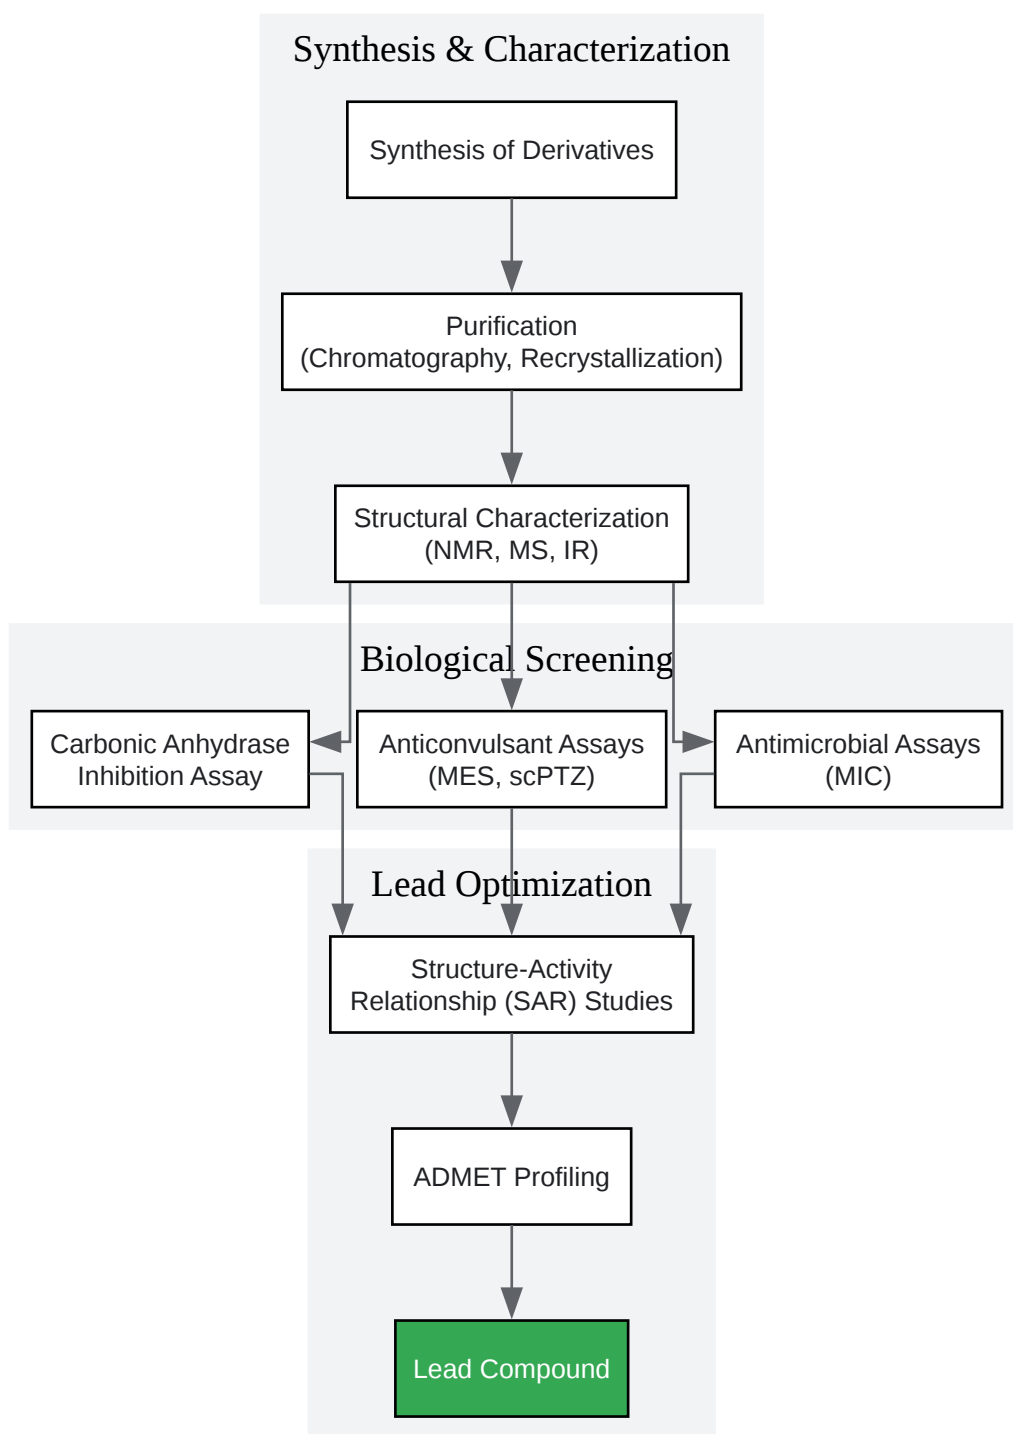 Synthesis & Characterization
Synthesis of Derivatives
Purification
(Chromatography, Recrystallization)
Structural Characterization
(NMR, MS, IR)
Biological Screening
Carbonic Anhydrase
Inhibition Assay
Anticonvulsant Assays
(MES, scPTZ)
Antimicrobial Assays
(MIC)
Lead Optimization
Structure-Activity
Relationship (SAR) Studies
ADMET Profiling
Lead Compound